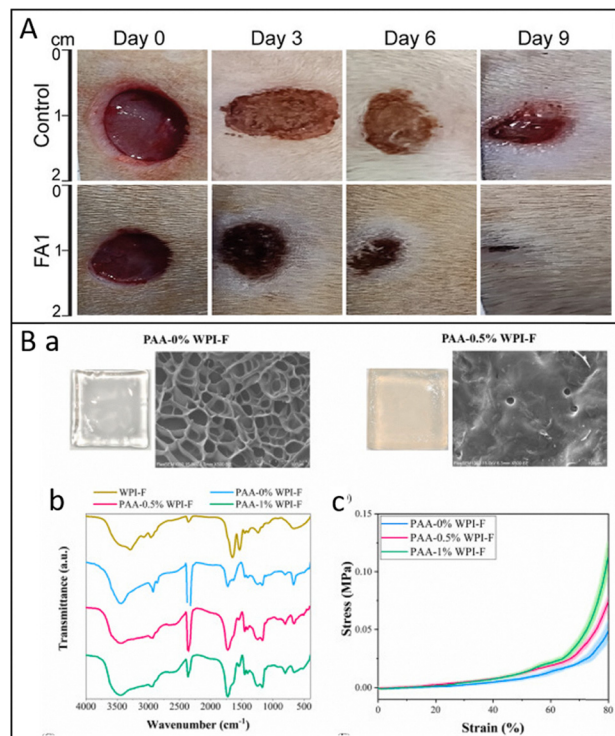 A
cm Day 0 Day 3 Day 6 Day 9
0
Control
1
2
0
FA1
1
2
B a
PAA-0% WPI-F PAA-0.5% WPI-F
b
WPI-F PAA-0% WPI-F
PAA-0.5% WPI-F PAA-1% WPI-F
Transmittance (a.u.)
4000 3500 3000 2500 2000 1500 1000 500
Wavenumber (cm⁻¹)
c
PAA-0% WPI-F
PAA-0.5% WPI-F
PAA-1% WPI-F
Stress (MPa)
0.15
0.10
0.05
0.00
0 20 40 60 80
Strain (%)